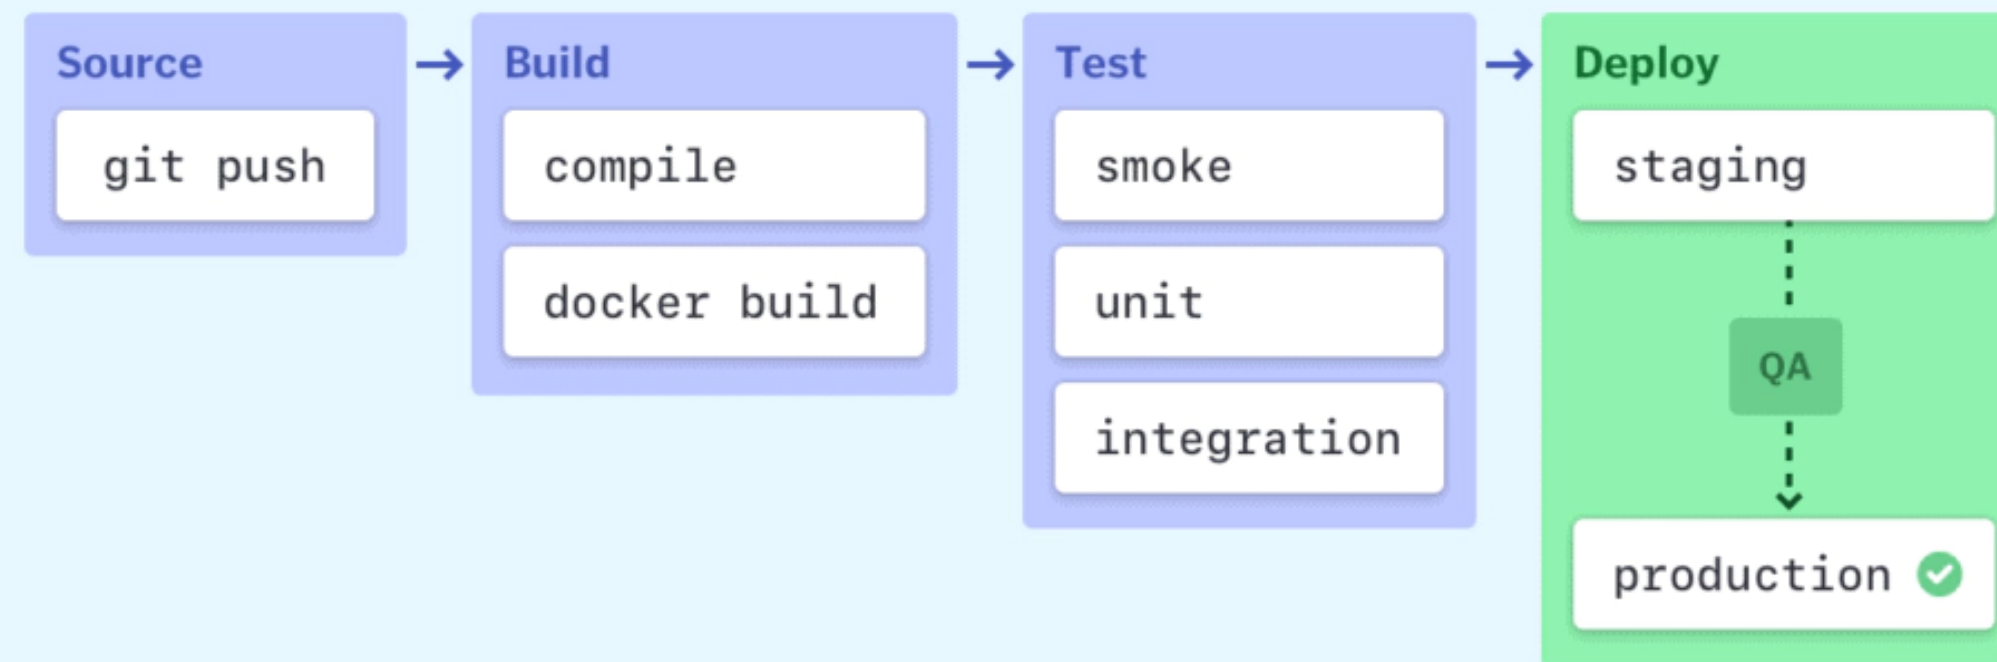 Source
git push
Build
compile
docker build
Test
smoke
unit
integration
Deploy
staging
QA
production